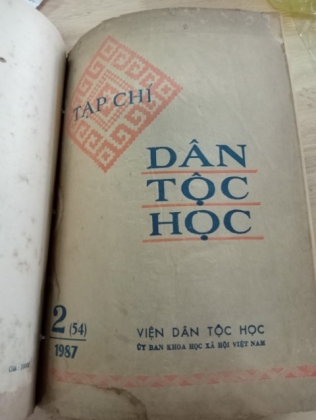 TẠP CHÍ
DÂN
TỘC
HỌC
2 (54)
1987
VIỆN DÂN TỘC HỌC
ỦY BAN KHOA HỌC XÃ HỘI VIỆT NAM